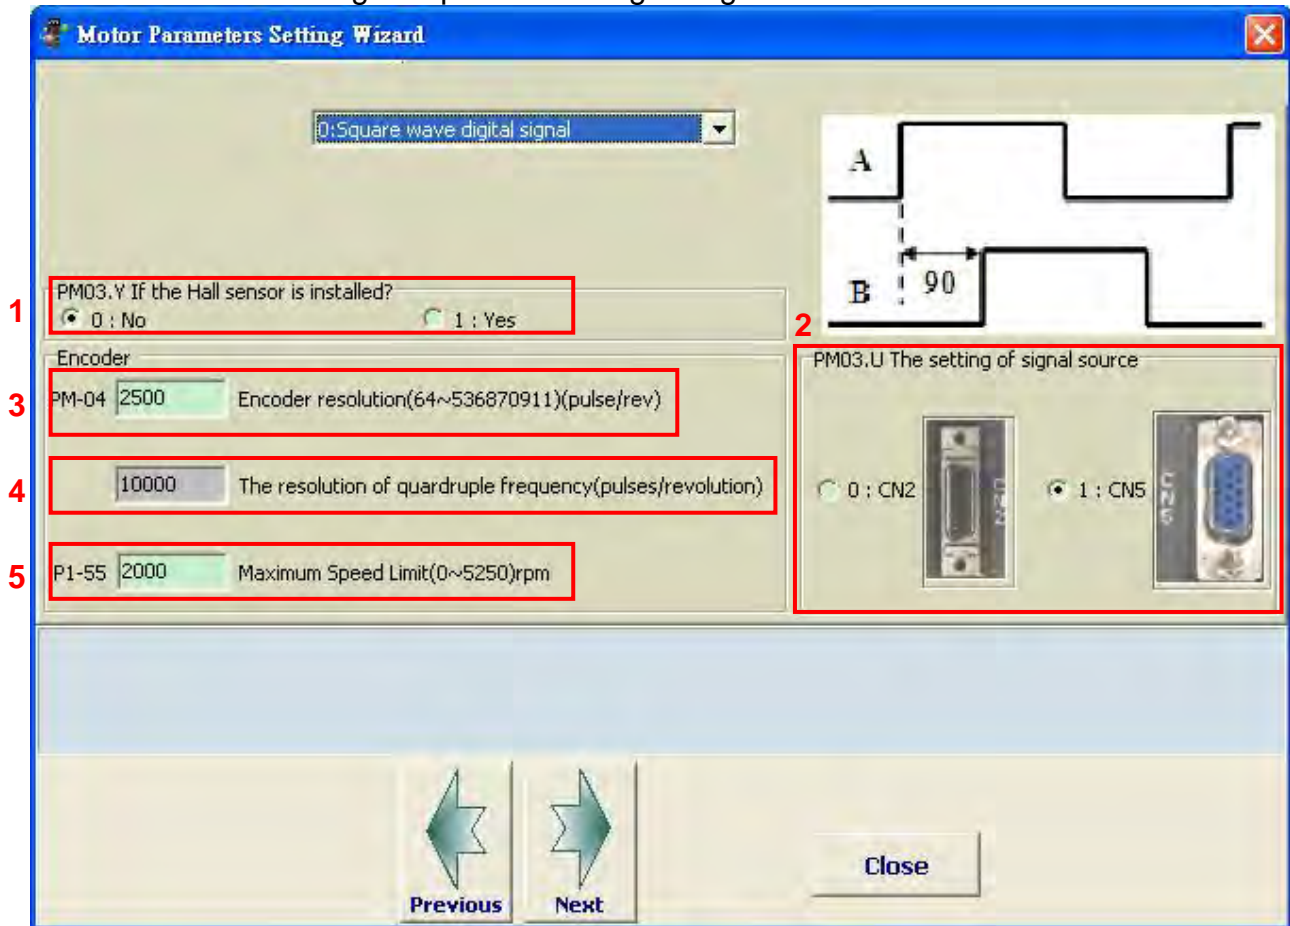 Motor Parameters Setting Wizard
0:Square wave digital signal
A
B
90
1
PM03.Y If the Hall sensor is installed?
0 : No
1 : Yes
2
PM03.U The setting of signal source
0 : CN2
CN2
1 : CN5
CN5
Encoder
3
PM-04 2500 Encoder resolution(64~536870911)(pulse/rev)
4
10000 The resolution of quardruple frequency(pulses/revolution)
5
P1-55 2000 Maximum Speed Limit(0~5250)rpm
Previous
Next
Close